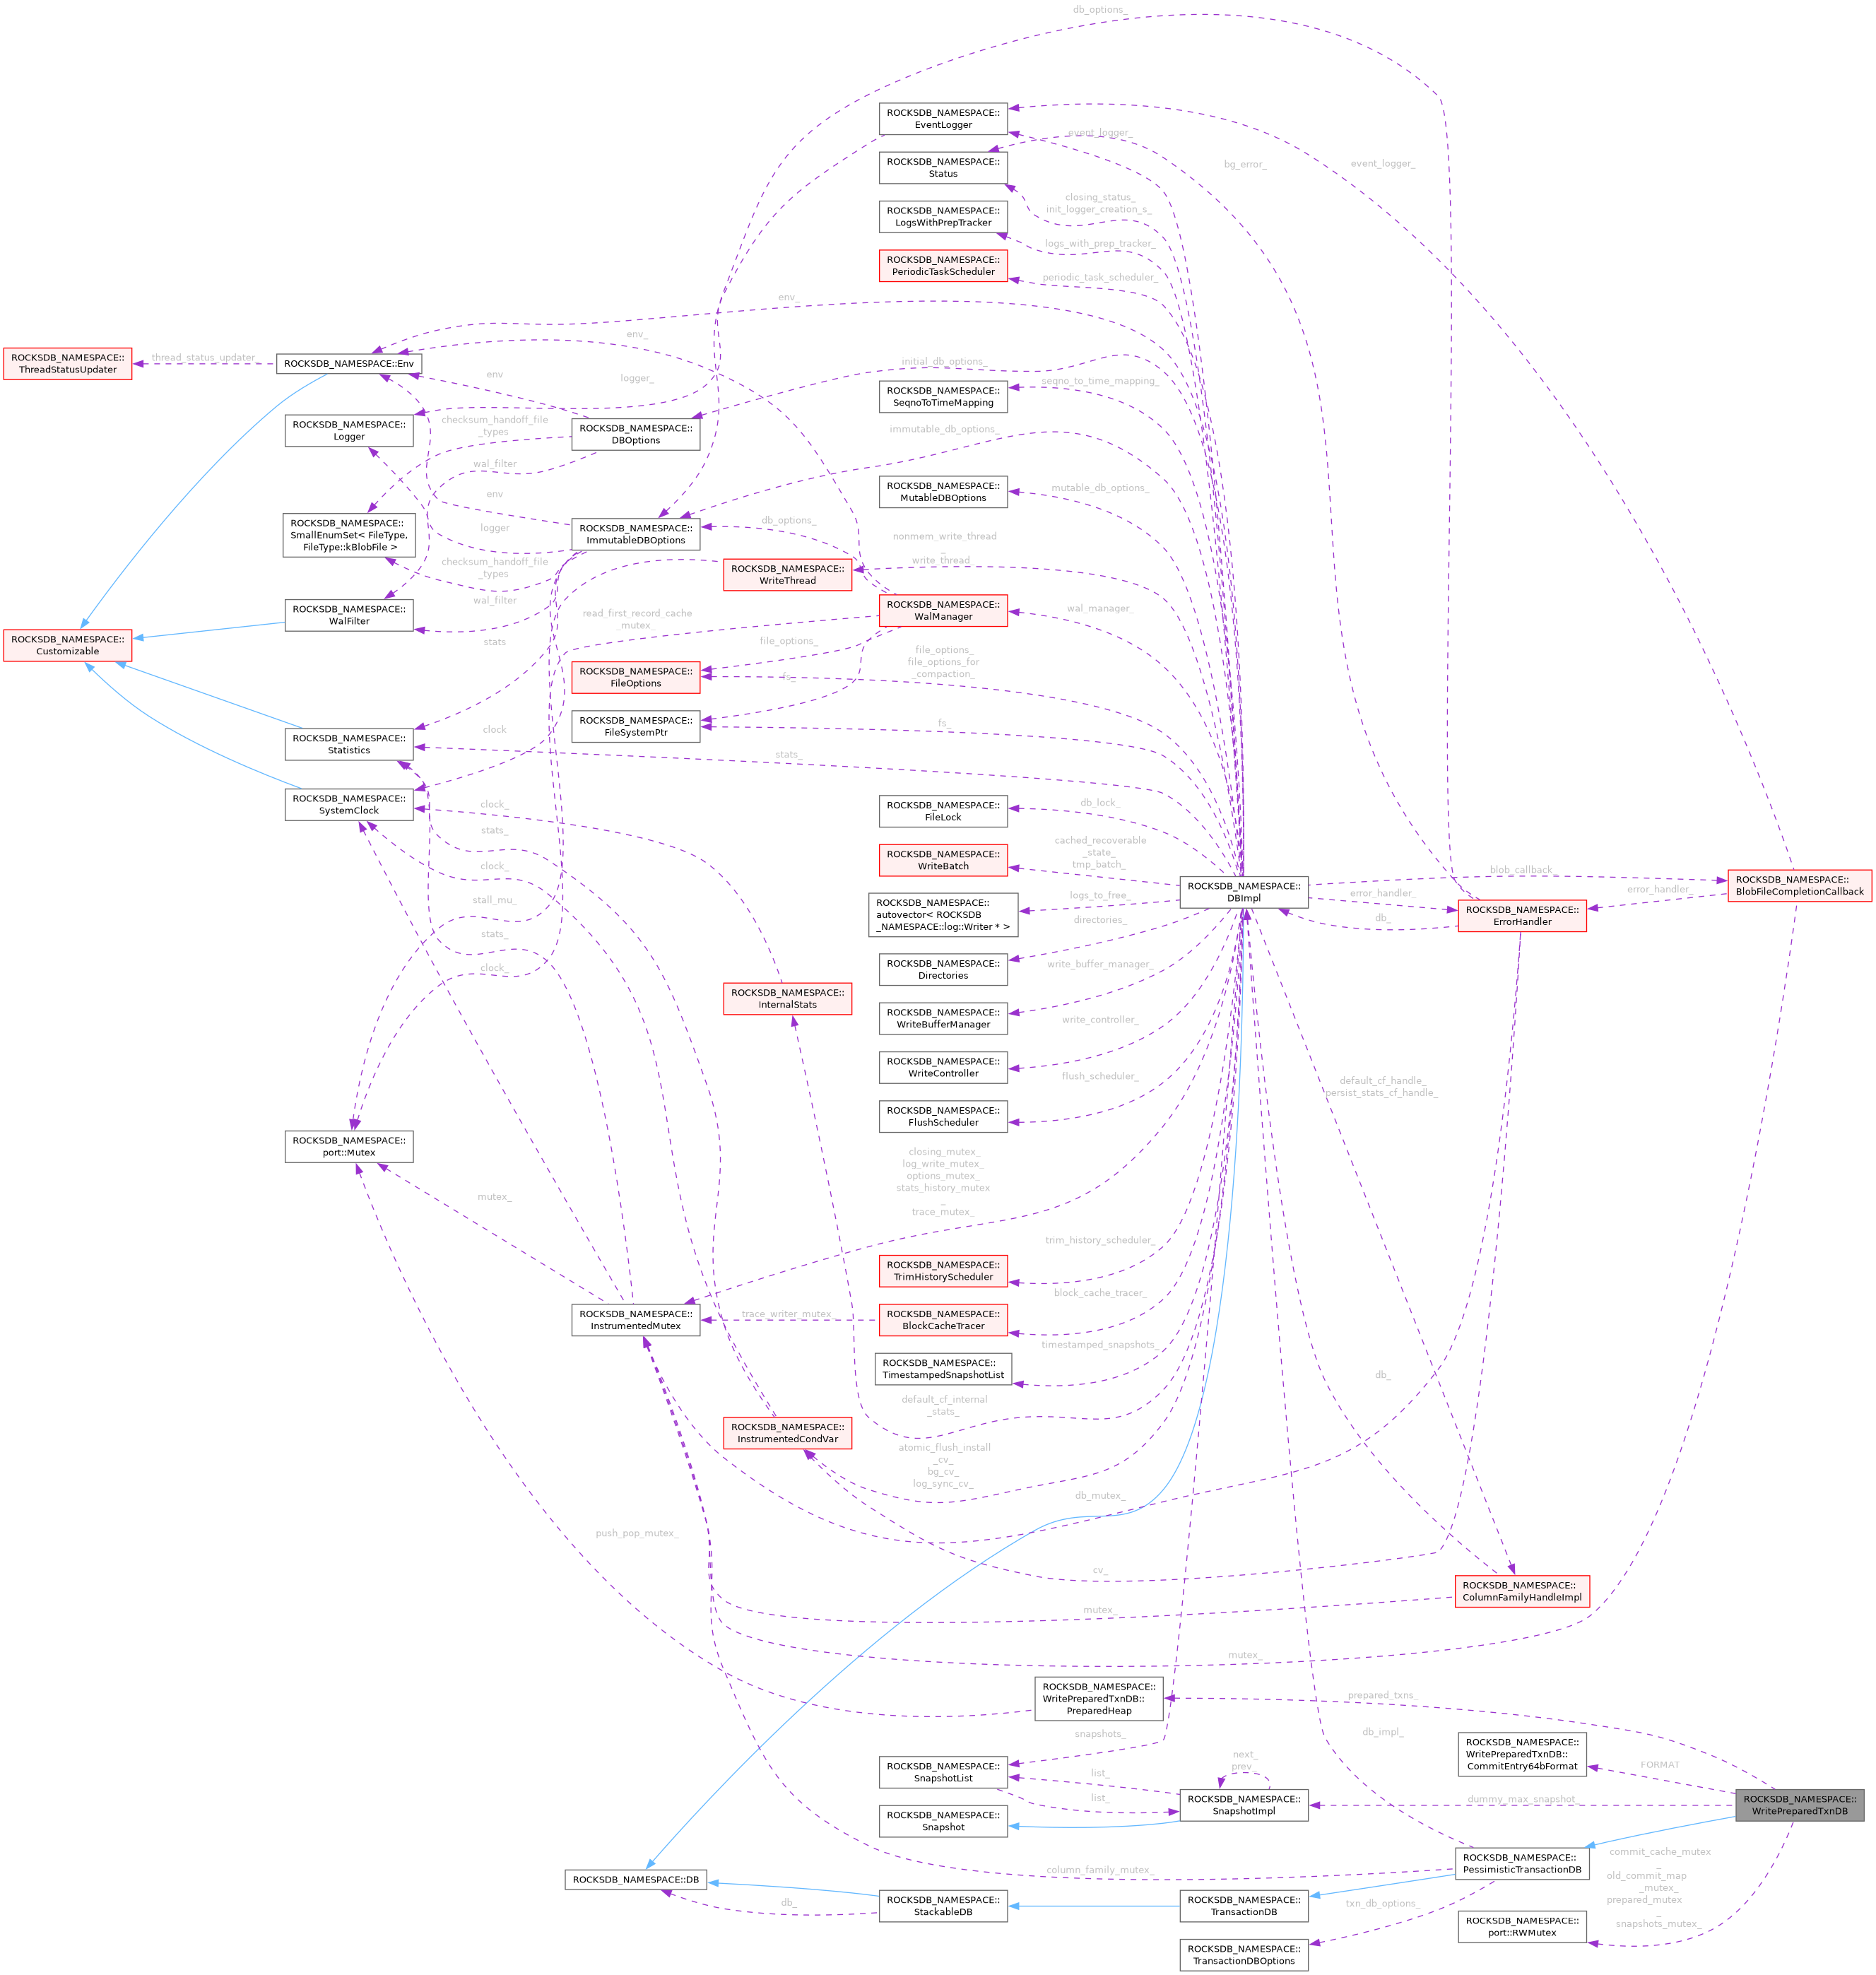 db_options_
ROCKSDB_NAMESPACE::
EventLogger
event_logger_
bg_error_
event_logger_
ROCKSDB_NAMESPACE::
Status
closing_status_
init_logger_creation_s_
ROCKSDB_NAMESPACE::
LogsWithPrepTracker
logs_with_prep_tracker_
ROCKSDB_NAMESPACE::
PeriodicTaskScheduler
periodic_task_scheduler_
env_
env_
ROCKSDB_NAMESPACE::
ThreadStatusUpdater
thread_status_updater_
ROCKSDB_NAMESPACE::Env
env
logger_
initial_db_options_
ROCKSDB_NAMESPACE::
SeqnoToTimeMapping
seqno_to_time_mapping_
ROCKSDB_NAMESPACE::
Logger
checksum_handoff_file
_types
ROCKSDB_NAMESPACE::
DBOptions
immutable_db_options_
wal_filter
ROCKSDB_NAMESPACE::
MutableDBOptions
mutable_db_options_
env
ROCKSDB_NAMESPACE::
SmallEnumSet< FileType,
FileType::kBlobFile >
logger
ROCKSDB_NAMESPACE::
ImmutableDBOptions
db_options_
nonmem_write_thread
_
write_thread
checksum_handoff_file
_types
ROCKSDB_NAMESPACE::
WriteThread
wal_filter
ROCKSDB_NAMESPACE::
WalFilter
read_first_record_cache
_mutex_
ROCKSDB_NAMESPACE::
WalManager
wal_manager_
ROCKSDB_NAMESPACE::
Customizable
stats
file_options_
file_options_
file_options_for
_compaction_
ROCKSDB_NAMESPACE::
FileOptions
fs_
ROCKSDB_NAMESPACE::
FileSystemPtr
fs_
ROCKSDB_NAMESPACE::
Statistics
clock
stats_
ROCKSDB_NAMESPACE::
SystemClock
clock_
stats_
clock_
ROCKSDB_NAMESPACE::
FileLock
db_lock_
ROCKSDB_NAMESPACE::
WriteBatch
cached_recoverable
_state_
tmp_batch_
ROCKSDB_NAMESPACE::
DBImpl
blob_callback_
ROCKSDB_NAMESPACE::
BlobFileCompletionCallback
error_handler_
error_handler_
ROCKSDB_NAMESPACE::
ErrorHandler
db_
ROCKSDB_NAMESPACE::
autovector< ROCKSDB
_NAMESPACE::log::Writer * >
logs_to_free_
directories_
stall_mu_
stats_
clock_
ROCKSDB_NAMESPACE::
Directories
write_buffer_manager_
ROCKSDB_NAMESPACE::
InternalStats
ROCKSDB_NAMESPACE::
WriteBufferManager
write_controller_
ROCKSDB_NAMESPACE::
WriteController
flush_scheduler_
default_cf_handle_
persist_stats_cf_handle_
ROCKSDB_NAMESPACE::
FlushScheduler
ROCKSDB_NAMESPACE::
port::Mutex
closing_mutex_
log_write_mutex_
options_mutex_
stats_history_mutex
_
trace_mutex_
mutex_
trim_history_scheduler_
ROCKSDB_NAMESPACE::
TrimHistoryScheduler
block_cache_tracer_
ROCKSDB_NAMESPACE::
InstrumentedMutex
trace_writer_mutex_
ROCKSDB_NAMESPACE::
BlockCacheTracer
timestamped_snapshots_
ROCKSDB_NAMESPACE::
TimestampedSnapshotList
db_
default_cf_internal
_stats_
ROCKSDB_NAMESPACE::
InstrumentedCondVar
atomic_flush_install
_cv_
bg_cv_
log_sync_cv_
db_mutex_
push_pop_mutex_
cv_
ROCKSDB_NAMESPACE::
ColumnFamilyHandleImpl
mutex_
mutex_
ROCKSDB_NAMESPACE::
WritePreparedTxnDB::
PreparedHeap
prepared_txns_
snapshots_
db_impl_
ROCKSDB_NAMESPACE::
WritePreparedTxnDB::
CommitEntry64bFormat
FORMAT
ROCKSDB_NAMESPACE::
SnapshotList
list_
list_
next_
prev_
ROCKSDB_NAMESPACE::
SnapshotImpl
dummy_max_snapshot_
ROCKSDB_NAMESPACE::
WritePreparedTxnDB
ROCKSDB_NAMESPACE::
Snapshot
column_family_mutex_
ROCKSDB_NAMESPACE::
PessimisticTransactionDB
commit_cache_mutex
_
old_commit_map
_mutex_
prepared_mutex
_
snapshots_mutex_
ROCKSDB_NAMESPACE::DB
db_
ROCKSDB_NAMESPACE::
StackableDB
ROCKSDB_NAMESPACE::
TransactionDB
txn_db_options_
ROCKSDB_NAMESPACE::
port::RWMutex
ROCKSDB_NAMESPACE::
TransactionDBOptions